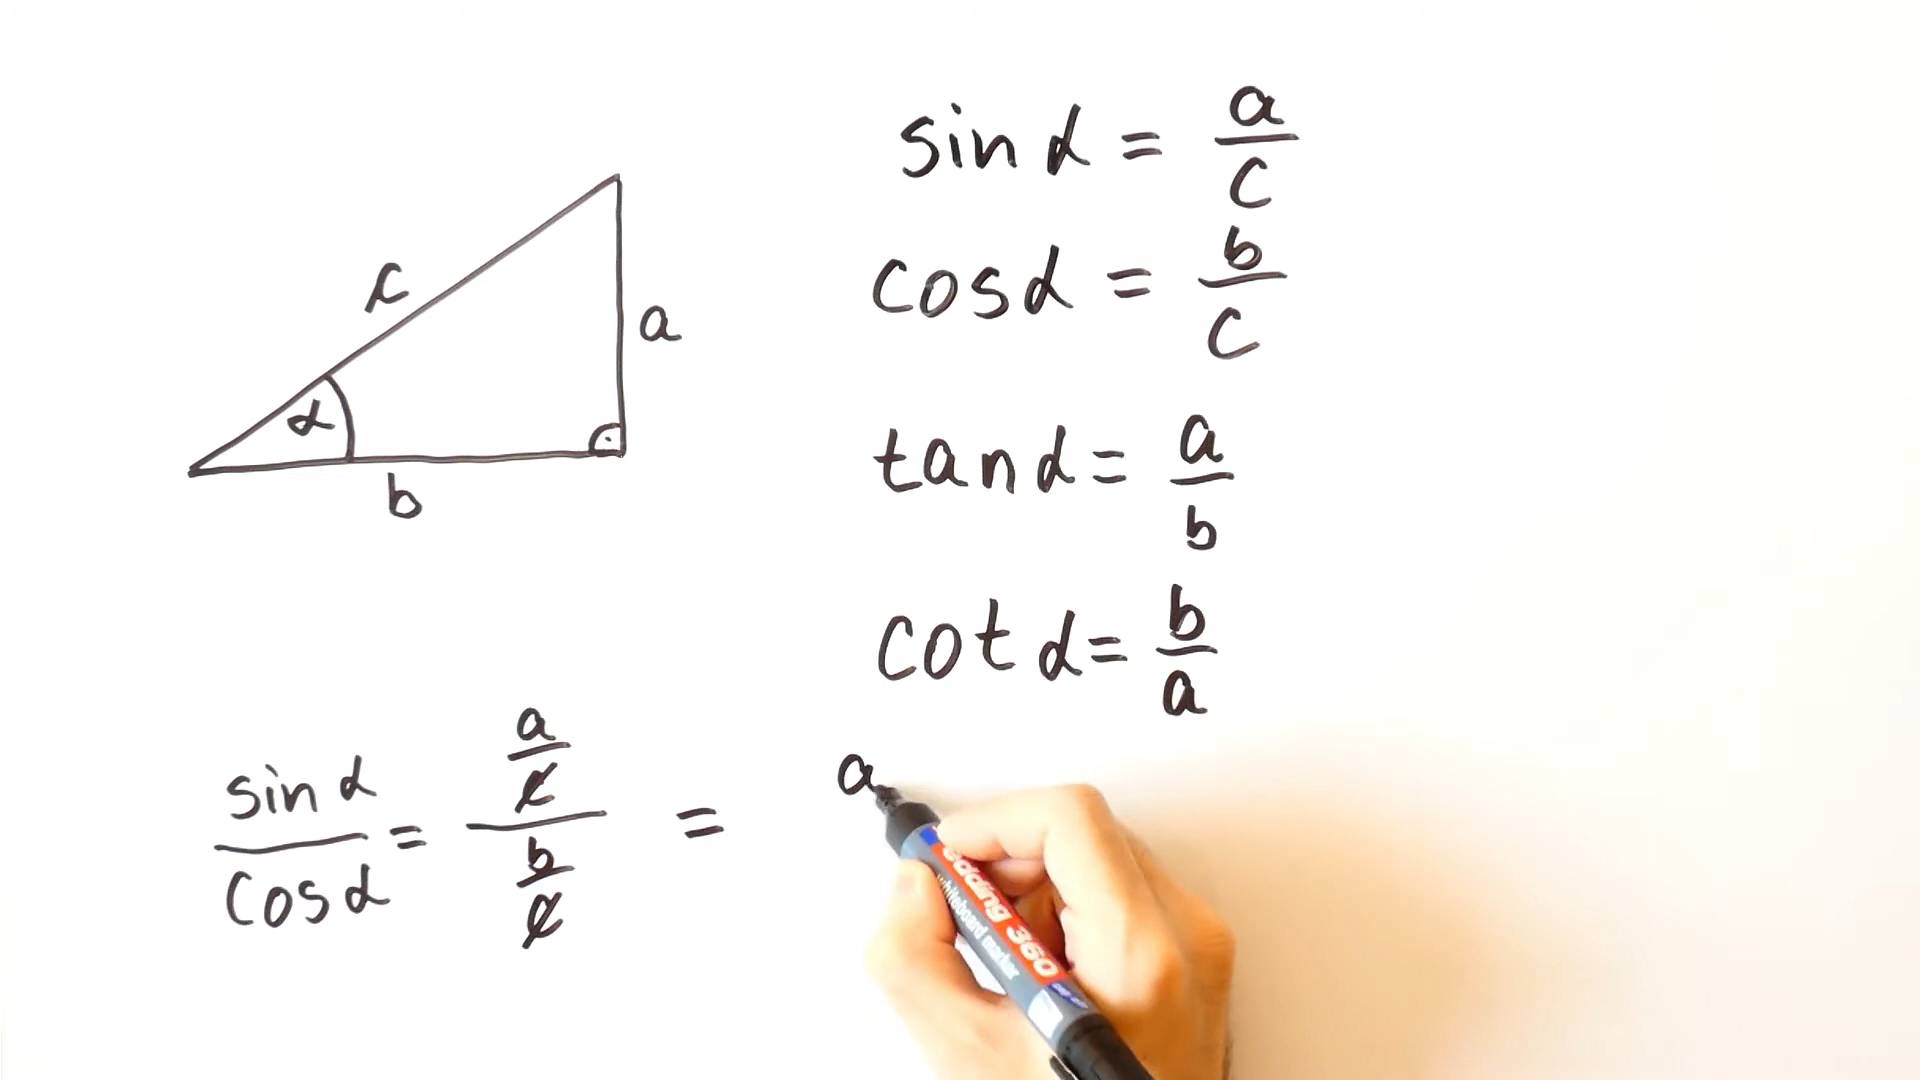 sin α = a/c
cos α = b/c
c
a
α
b
tan α = a/b
cot α = b/a
sin α / cos α = a/c / b/c = a
edding 360
whiteboard marker